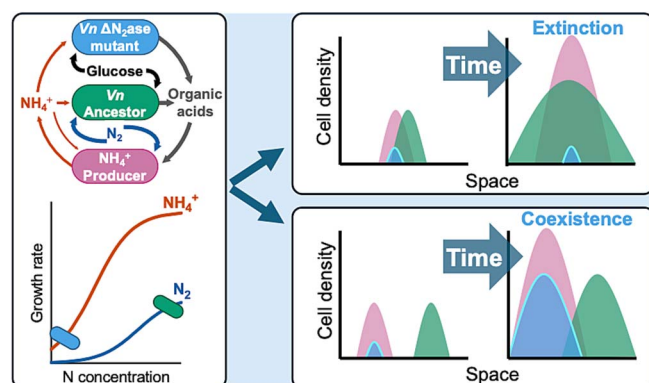 Vn ΔN₂ase
mutant
Glucose
NH₄⁺
Vn
Ancestor
Organic
acids
N₂
NH₄⁺
Producer
Growth rate
NH₄⁺
N₂
N concentration
Extinction
Time
Cell density
Space
Coexistence
Time
Cell density
Space